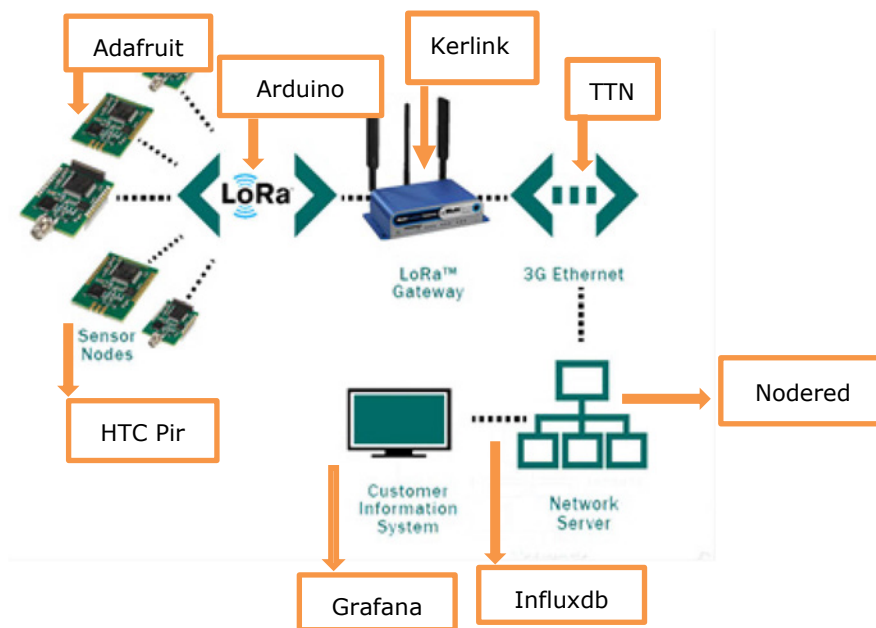 Adafruit
Arduino
Kerlink
TTN
LoRa
LoRa™
Gateway
3G Ethernet
Sensor
Nodes
HTC Pir
Nodered
Customer
Information
System
Network
Server
Grafana
Influxdb